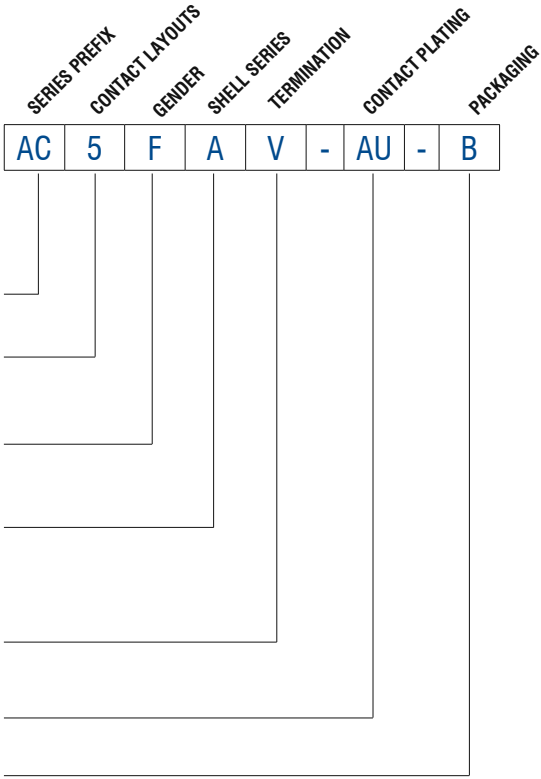 SERIES PREFIX
CONTACT LAYOUTS
GENDER
SHELL SERIES
TERMINATION
CONTACT PLATING
PACKAGING
AC 5 F A V - AU - B